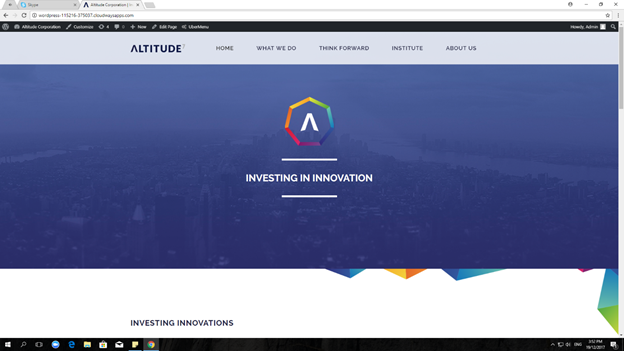 Skype
Altitude Corporation | In
wordpress-115216-375037.cloudwaysapps.com
Altitude Corporation Customize 4 0 New Edit Page UberMenu Howdy, Admin
ALTITUDE7 HOME WHAT WE DO THINK FORWARD INSTITUTE ABOUT US
INVESTING IN INNOVATION
INVESTING INNOVATIONS
ENG
3:52 PM
19/12/2017